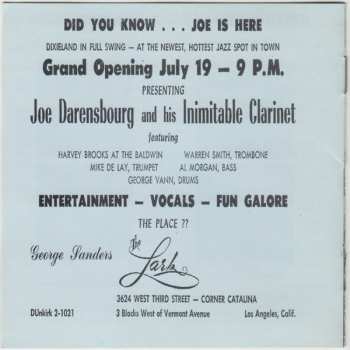 DID YOU KNOW . . . JOE IS HERE
DIXIELAND IN FULL SWING — AT THE NEWEST, HOTTEST JAZZ SPOT IN TOWN
Grand Opening July 19 — 9 P.M.
PRESENTING
Joe Darensbourg and his Inimitable Clarinet
featuring
HARVEY BROOKS AT THE BALDWIN WARREN SMITH, TROMBONE
MIKE DE LAY, TRUMPET AL MORGAN, BASS
GEORGE VANN, DRUMS
ENTERTAINMENT — VOCALS — FUN GALORE
THE PLACE ??
George Sanders the Lark
3624 WEST THIRD STREET — CORNER CATALINA
DUnkirk 2-1021 3 Blocks West of Vermont Avenue Los Angeles, Calif.